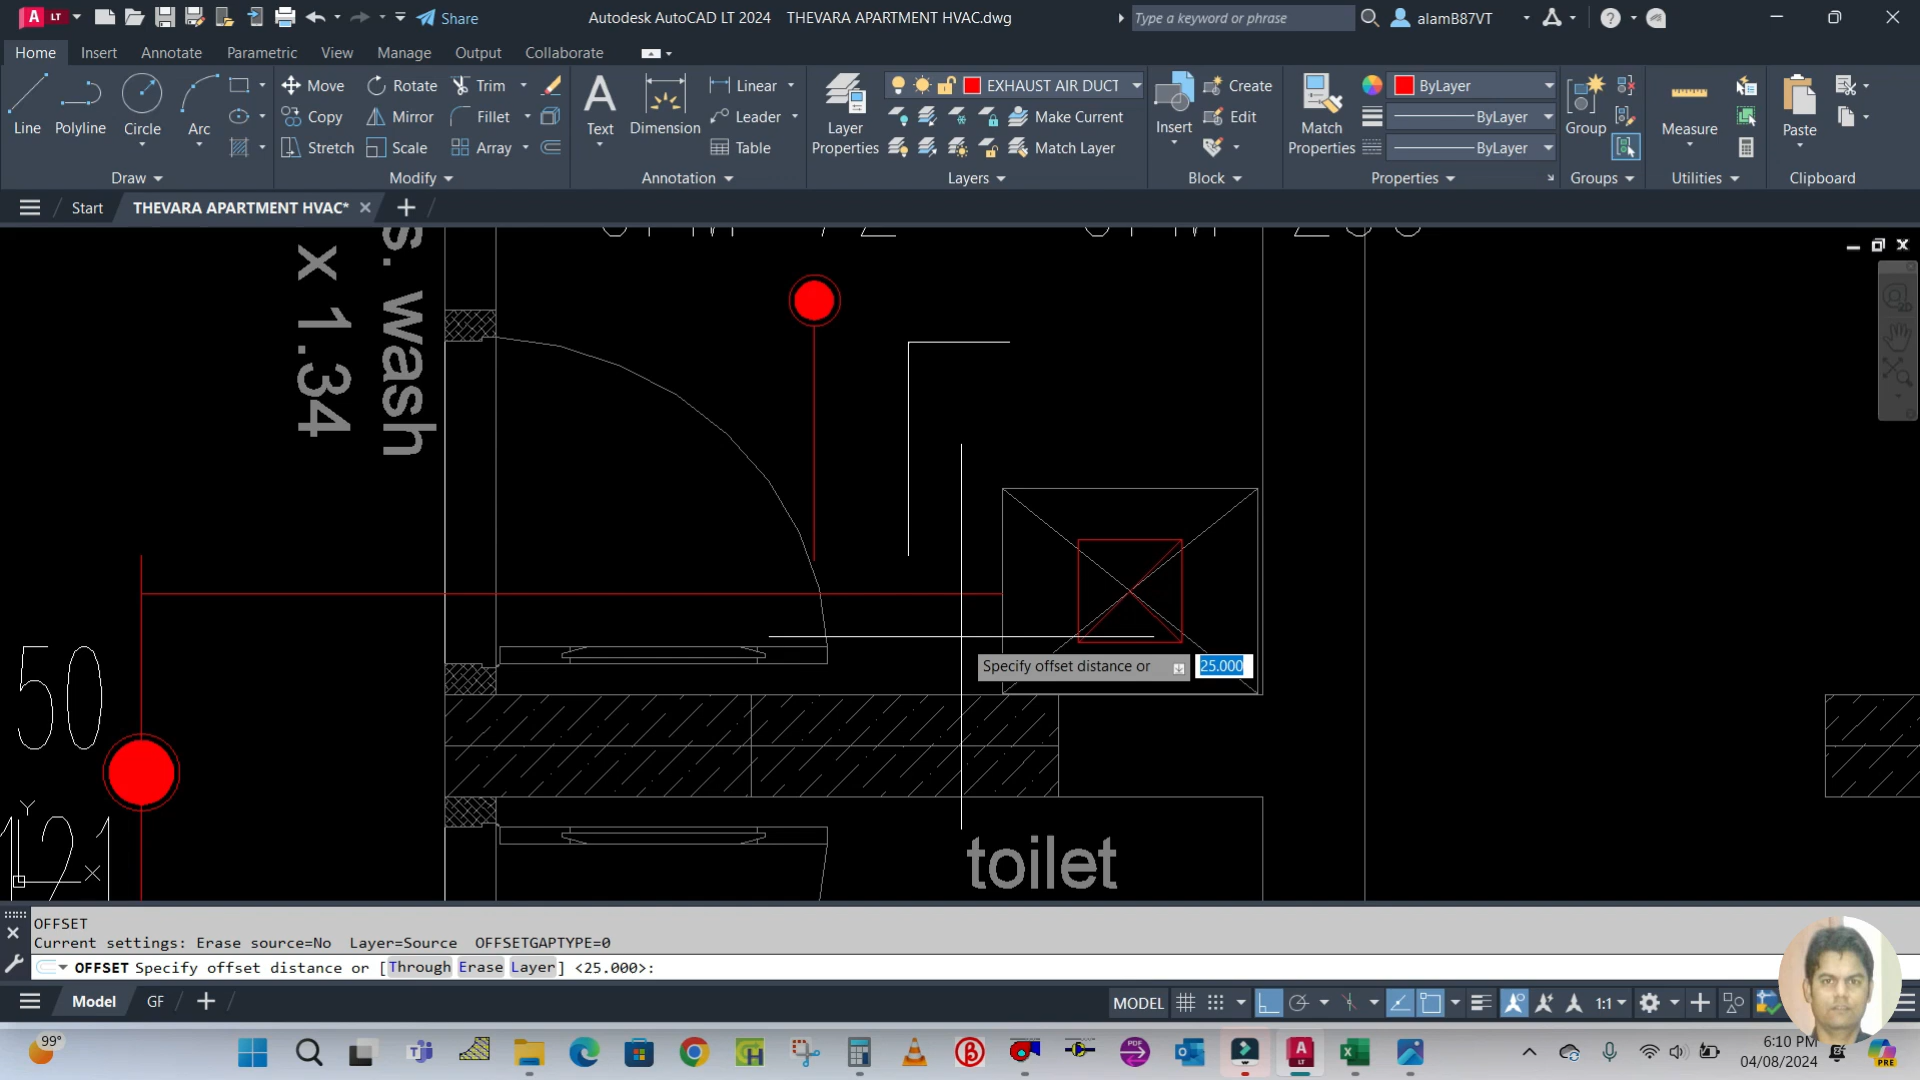 LT
Share
Autodesk AutoCAD LT 2024 THEVARA APARTMENT HVAC.dwg
Type a keyword or phrase
alamB87VT
Home Insert Annotate Parametric View Manage Output Collaborate
Line Polyline Circle Arc
Move Rotate Trim
Copy Mirror Fillet
Stretch Scale Array
Text Dimension
Linear
Leader
Table
Layer
Properties
EXHAUST AIR DUCT
Make Current
Match Layer
Insert
Create
Edit
Match
Properties
ByLayer
ByLayer
ByLayer
Group
Measure
Paste
Draw Modify Annotation Layers Block Properties Groups Utilities Clipboard
Start THEVARA APARTMENT HVAC*
s. wash
x 1.34
50
121
Y
X
2D
Specify offset distance or 25.000
toilet
OFFSET
Current settings: Erase source=No Layer=Source OFFSETGAPTYPE=0
OFFSET Specify offset distance or [Through Erase Layer] <25.000>:
Model GF
MODEL 1:1
99°
PDF
LT
6:10 PM
04/08/2024
PRE